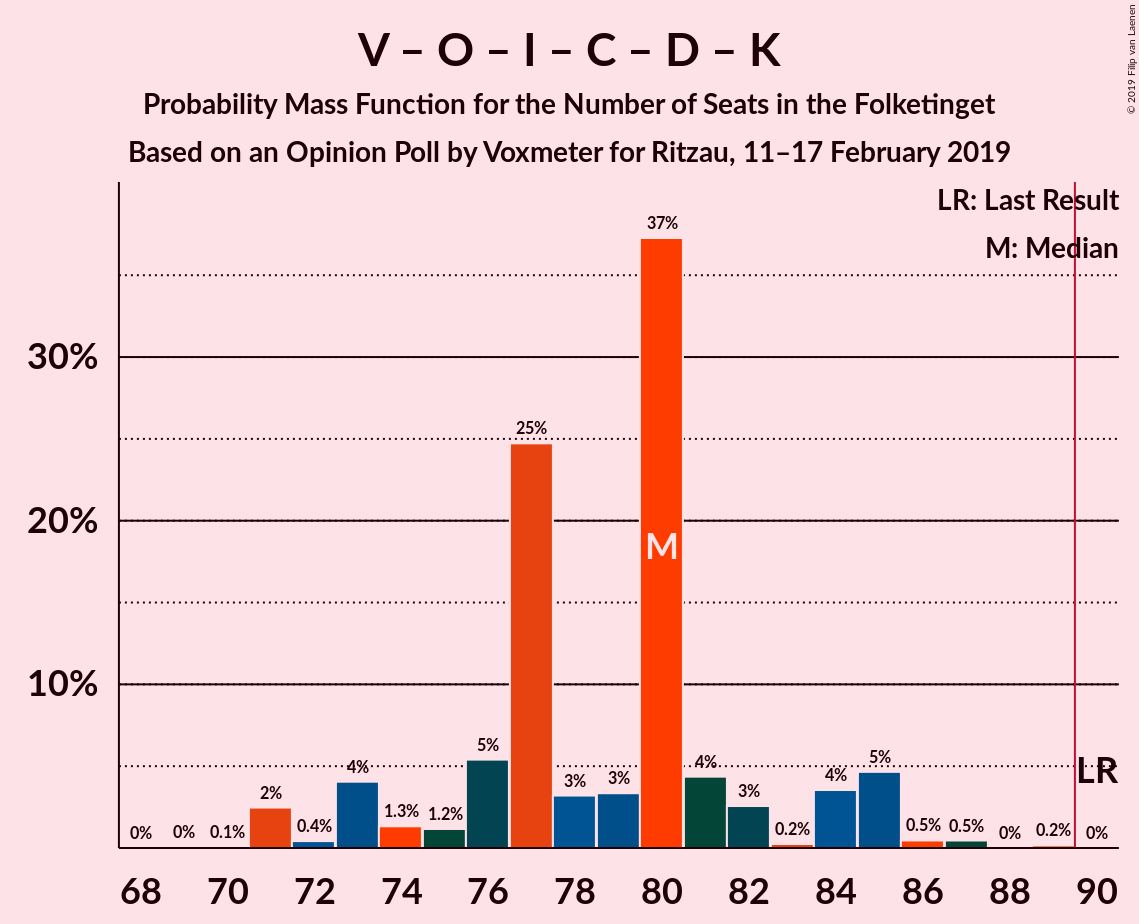 V – O – I – C – D – K
Probability Mass Function for the Number of Seats in the Folketinget
Based on an Opinion Poll by Voxmeter for Ritzau, 11–17 February 2019
© 2019 Filip van Laenen
LR: Last Result
M: Median
30%
20%
10%
0%
0%
0.1%
2%
0.4%
4%
1.3%
1.2%
5%
25%
3%
3%
37%
M
4%
3%
0.2%
4%
5%
0.5%
0.5%
0%
0.2%
0%
LR
68 70 72 74 76 78 80 82 84 86 88 90